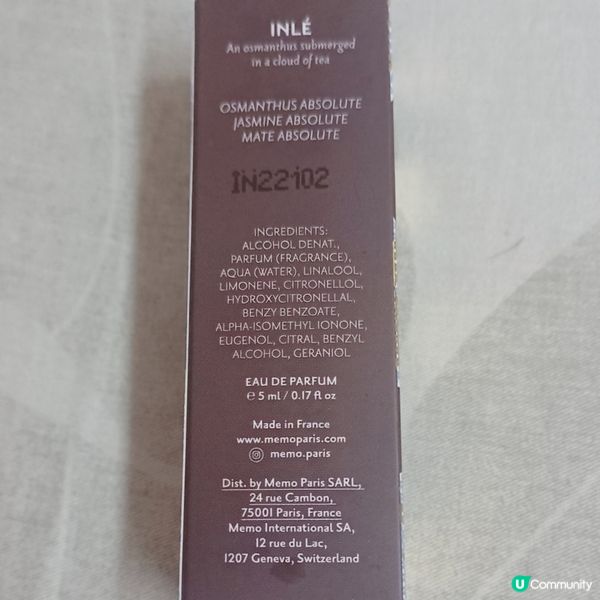 INLÉ
An osmanthus submerged
in a cloud of tea
OSMANTHUS ABSOLUTE
JASMINE ABSOLUTE
MATE ABSOLUTE
IN22102
INGREDIENTS:
ALCOHOL DENAT.,
PARFUM (FRAGRANCE),
AQUA (WATER), LINALOOL,
LIMONENE, CITRONELLOL,
HYDROXYCITRONELLAL,
BENZY BENZOATE,
ALPHA-ISOMETHYL IONONE,
EUGENOL, CITRAL, BENZYL
ALCOHOL, GERANIOL
EAU DE PARFUM
℮ 5 ml / 0.17 fl oz
Made in France
www.memoparis.com
memo.paris
Dist. by Memo Paris SARL,
24 rue Cambon,
75001 Paris, France
Memo International SA,
12 rue du Lac,
1207 Geneva, Switzerland
U Community